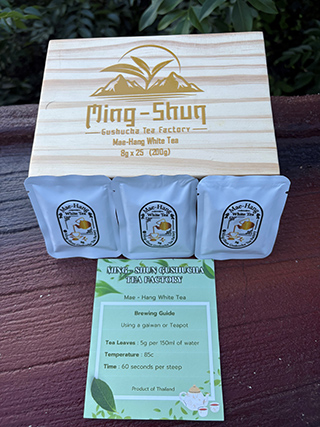 Ming-Shun
Gushucha Tea Factory
Mae-Hang White Tea
8g x 25 (200g)
Mae-Hang
White Tea
Mae-Hang
White Tea
Mae-Hang
White Tea
MING - SHUN GUSHUCHA
TEA FACTORY
Mae - Hang White Tea
Brewing Guide
Using a gaiwan or Teapot
Tea Leaves : 5g per 150ml of water
Temperature : 85c
Time : 60 seconds per steep
Product of Thailand